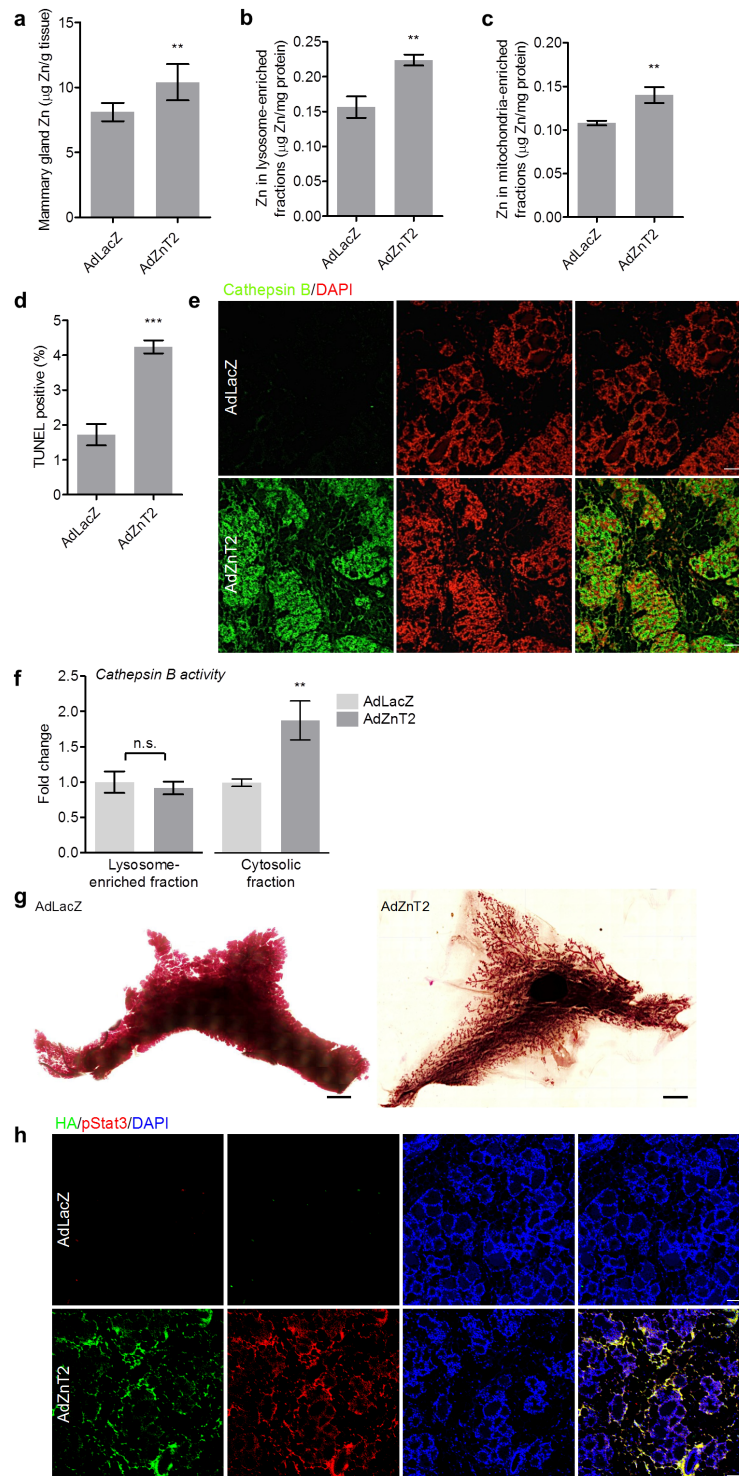 a
Mammary gland Zn (μg Zn/g tissue)
15
10
5
0
**
AdLacZ
AdZnT2
b
Zn in lysosome-enriched
fractions (μg Zn/mg protein)
0.25
0.20
0.15
0.10
0.05
0.00
**
AdLacZ
AdZnT2
c
Zn in mitochondria-enriched
fractions (μg Zn/mg protein)
0.20
0.15
0.10
0.05
0.00
**
AdLacZ
AdZnT2
d
TUNEL positive (%)
5
4
3
2
1
0
***
AdLacZ
AdZnT2
e
Cathepsin B/DAPI
AdLacZ
AdZnT2
f
Cathepsin B activity
Fold change
2.5
2.0
1.5
1.0
0.5
0.0
n.s.
**
AdLacZ
AdZnT2
Lysosome-
enriched fraction
Cytosolic
fraction
g
AdLacZ
AdZnT2
h
HA/pStat3/DAPI
AdLacZ
AdZnT2